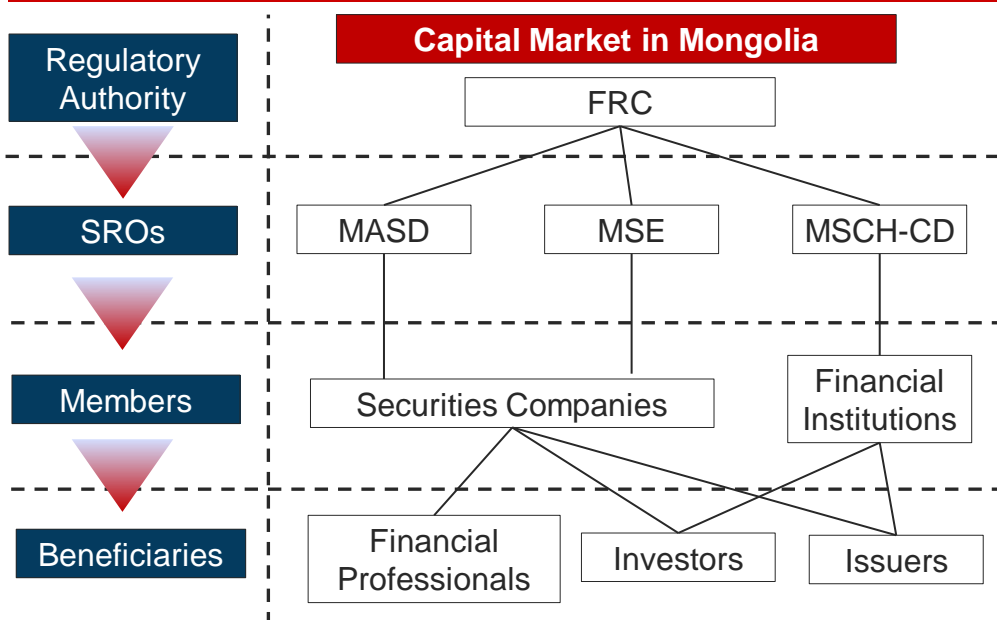 Capital Market in Mongolia
Regulatory
Authority
FRC
SROs
MASD
MSE
MSCH-CD
Members
Securities Companies
Financial
Institutions
Beneficiaries
Financial
Professionals
Investors
Issuers